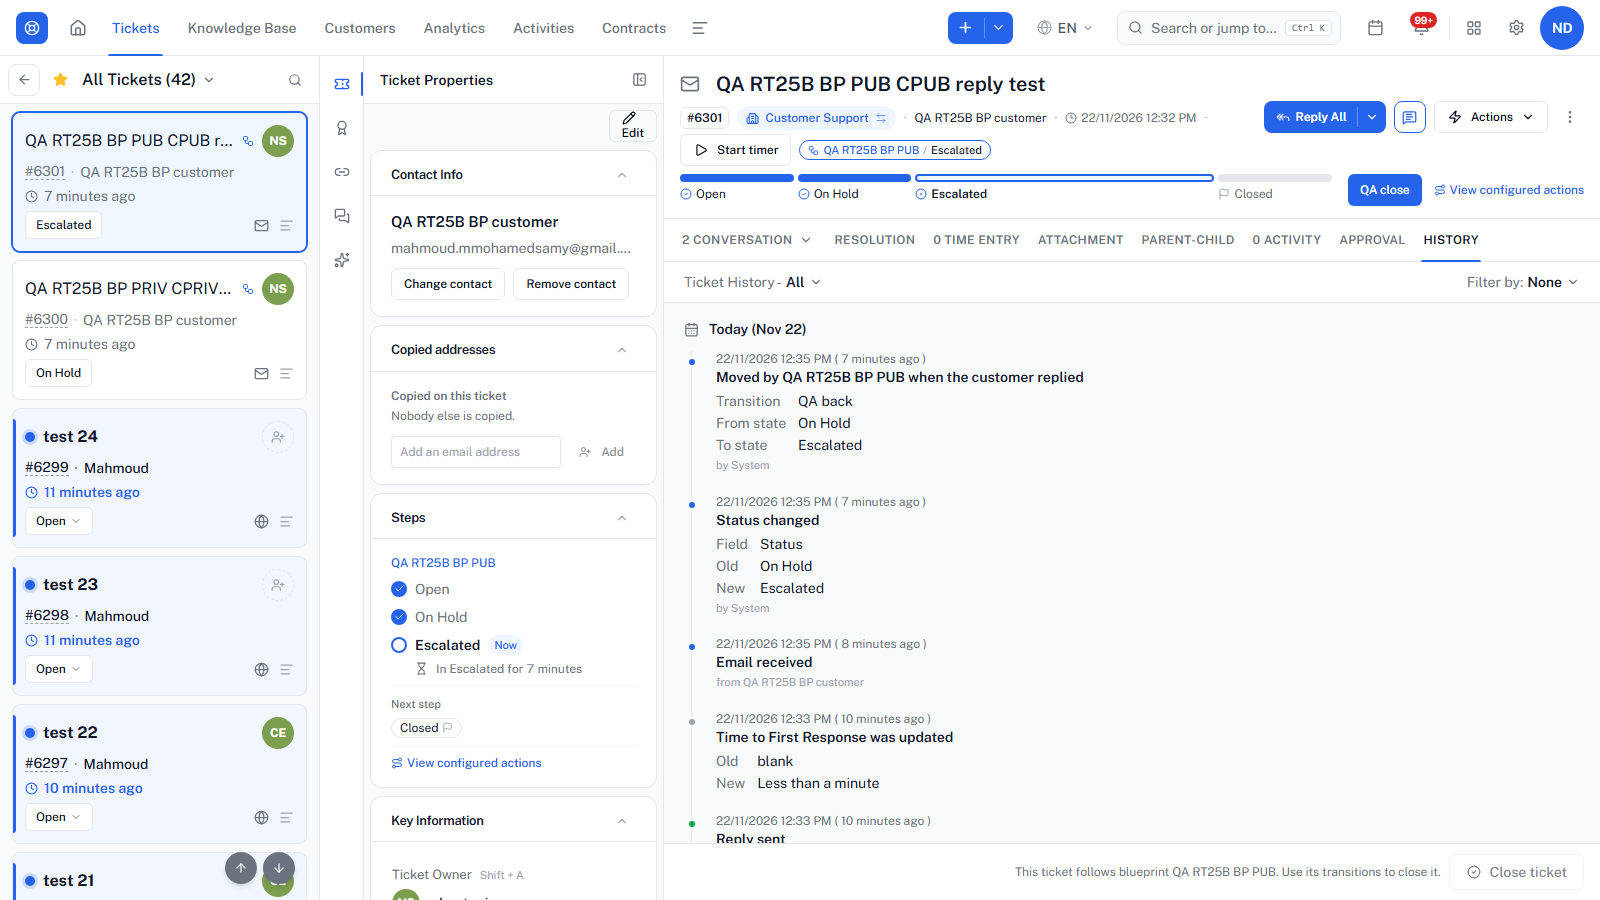 Tickets
Knowledge Base
Customers
Analytics
Activities
Contracts
EN
Search or jump to...
Ctrl K
99+
ND
All Tickets (42)
QA RT25B BP PUB CPUB r...
NS
#6301 · QA RT25B BP customer
7 minutes ago
Escalated
QA RT25B BP PRIV CPRIV...
NS
#6300 · QA RT25B BP customer
7 minutes ago
On Hold
test 24
#6299 · Mahmoud
11 minutes ago
Open
test 23
#6298 · Mahmoud
11 minutes ago
Open
test 22
CE
#6297 · Mahmoud
10 minutes ago
Open
test 21
Ticket Properties
Edit
Contact Info
QA RT25B BP customer
mahmoud.mmohamedsamy@gmail....
Change contact
Remove contact
Copied addresses
Copied on this ticket
Nobody else is copied.
Add an email address
Add
Steps
QA RT25B BP PUB
Open
On Hold
Escalated
Now
In Escalated for 7 minutes
Next step
Closed
View configured actions
Key Information
Ticket Owner
Shift + A
QA RT25B BP PUB CPUB reply test
#6301
Customer Support
· QA RT25B BP customer ·
22/11/2026 12:32 PM ·
Reply All
Actions
Start timer
QA RT25B BP PUB / Escalated
Open
On Hold
Escalated
Closed
QA close
View configured actions
2 CONVERSATION
RESOLUTION
0 TIME ENTRY
ATTACHMENT
PARENT-CHILD
0 ACTIVITY
APPROVAL
HISTORY
Ticket History - All
Filter by: None
Today (Nov 22)
22/11/2026 12:35 PM ( 7 minutes ago )
Moved by QA RT25B BP PUB when the customer replied
Transition QA back
From state On Hold
To state Escalated
by System
22/11/2026 12:35 PM ( 7 minutes ago )
Status changed
Field Status
Old On Hold
New Escalated
by System
22/11/2026 12:35 PM ( 8 minutes ago )
Email received
from QA RT25B BP customer
22/11/2026 12:33 PM ( 10 minutes ago )
Time to First Response was updated
Old blank
New Less than a minute
22/11/2026 12:33 PM ( 10 minutes ago )
Reply sent
This ticket follows blueprint QA RT25B BP PUB. Use its transitions to close it.
Close ticket